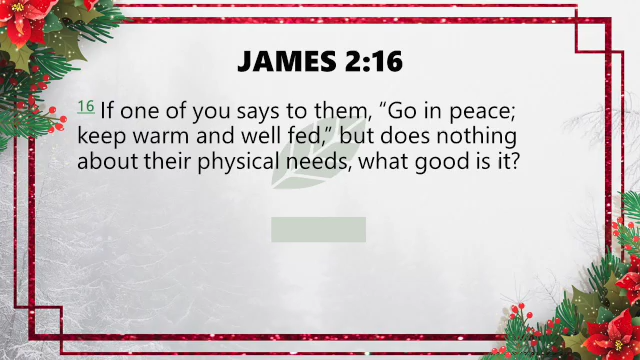 JAMES 2:16
16 If one of you says to them, “Go in peace;
keep warm and well fed,” but does nothing
about their physical needs, what good is it?